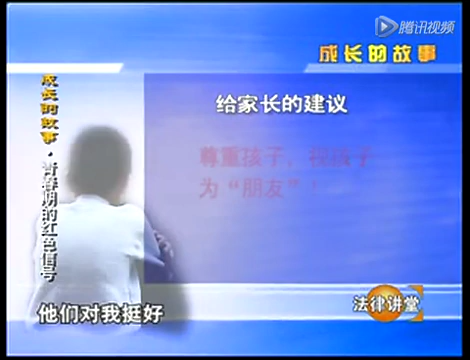 腾讯视频
成长的故事
给家长的建议
尊重孩子，视孩子
为“朋友”！
成长的故事·青春期的红色信号
他们对我挺好
法律讲堂